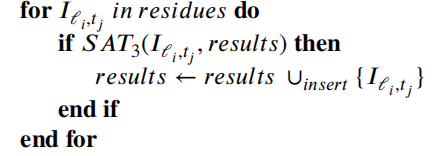 for I_{ℓ_i,t_j} in residues do
if SAT_3(I_{ℓ_i,t_j}, results) then
results ← results ∪_{insert} {I_{ℓ_i,t_j}}
end if
end for